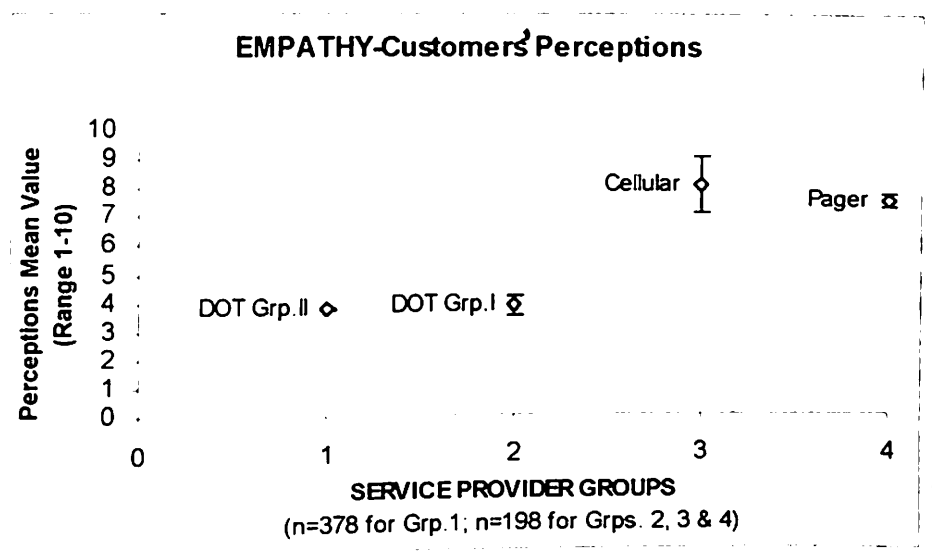 EMPATHY-Customers' Perceptions
Perceptions Mean Value
(Range 1-10)
10
9
8
7
6
5
4
3
2
1
0
Cellular
Pager
DOT Grp.II
DOT Grp.I
0 1 2 3 4
SERVICE PROVIDER GROUPS
(n=378 for Grp.1; n=198 for Grps. 2, 3 & 4)